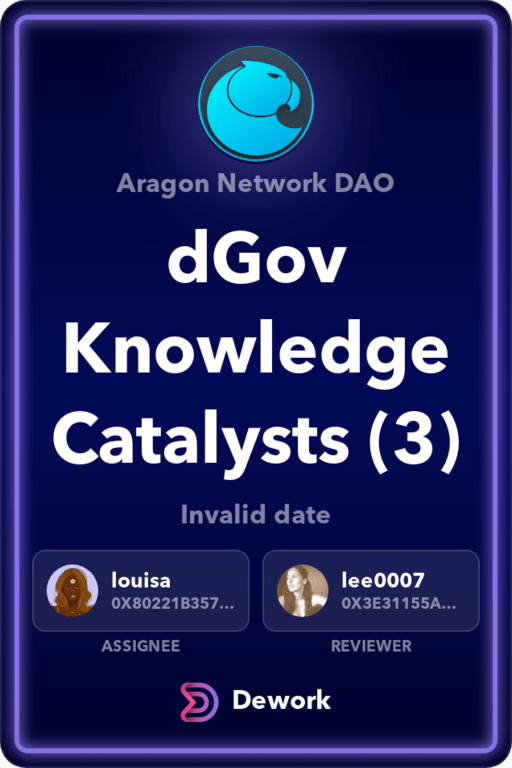 Aragon Network DAO
dGov
Knowledge
Catalysts (3)
Invalid date
louisa
0X80221B357...
lee0007
0X3E31155A...
ASSIGNEE
REVIEWER
Dework